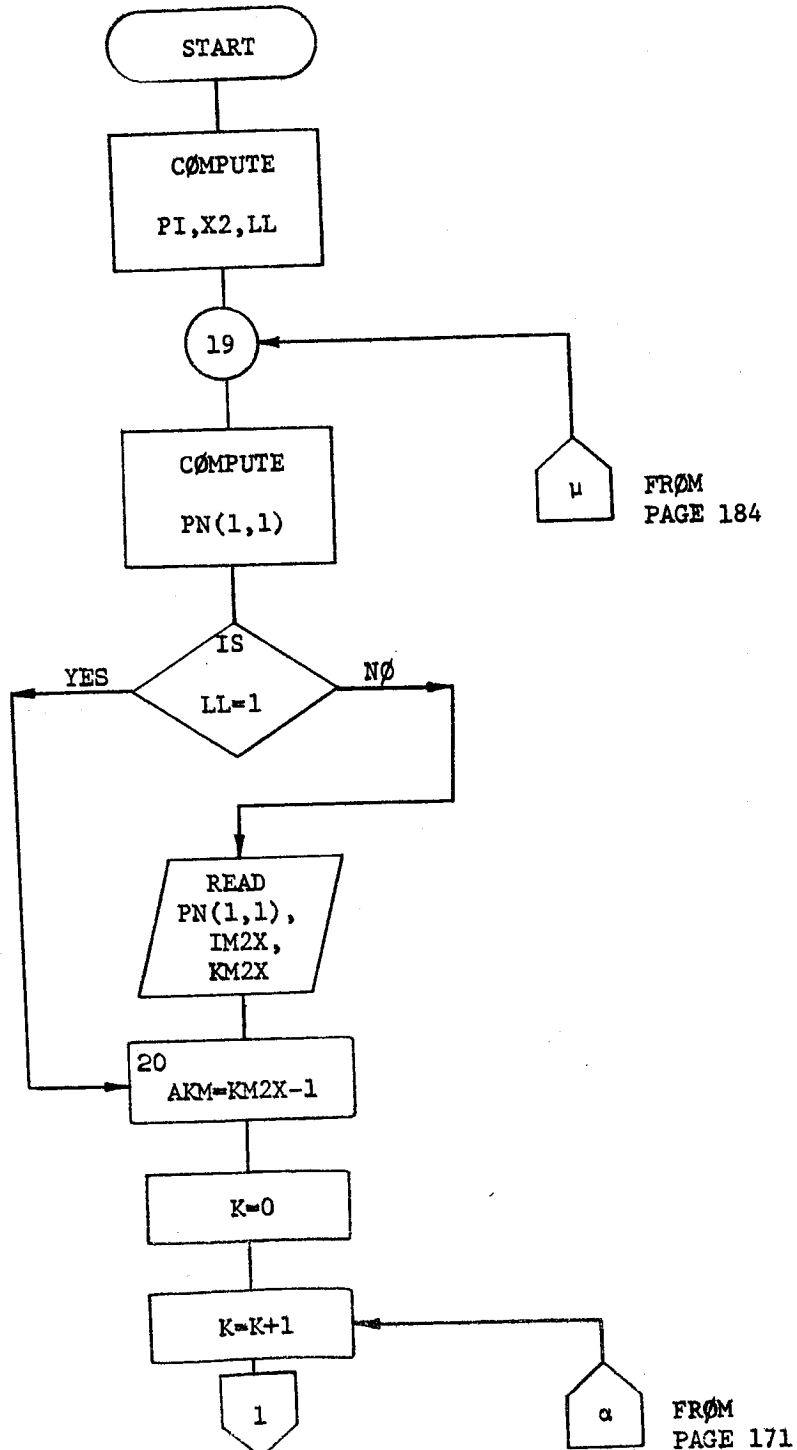 START
CØMPUTE
PI,X2,LL
19
CØMPUTE
PN(1,1)
µ
FRØM
PAGE 184
IS
LL=1
YES
NØ
READ
PN(1,1),
IM2X,
KM2X
20
AKM=KM2X-1
K=0
K=K+1
1
α
FRØM
PAGE 171